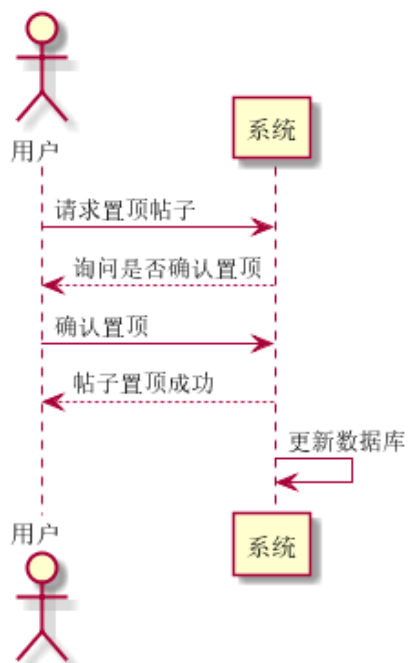 用户
系统
请求置顶帖子
询问是否确认置顶
确认置顶
帖子置顶成功
更新数据库
用户
系统